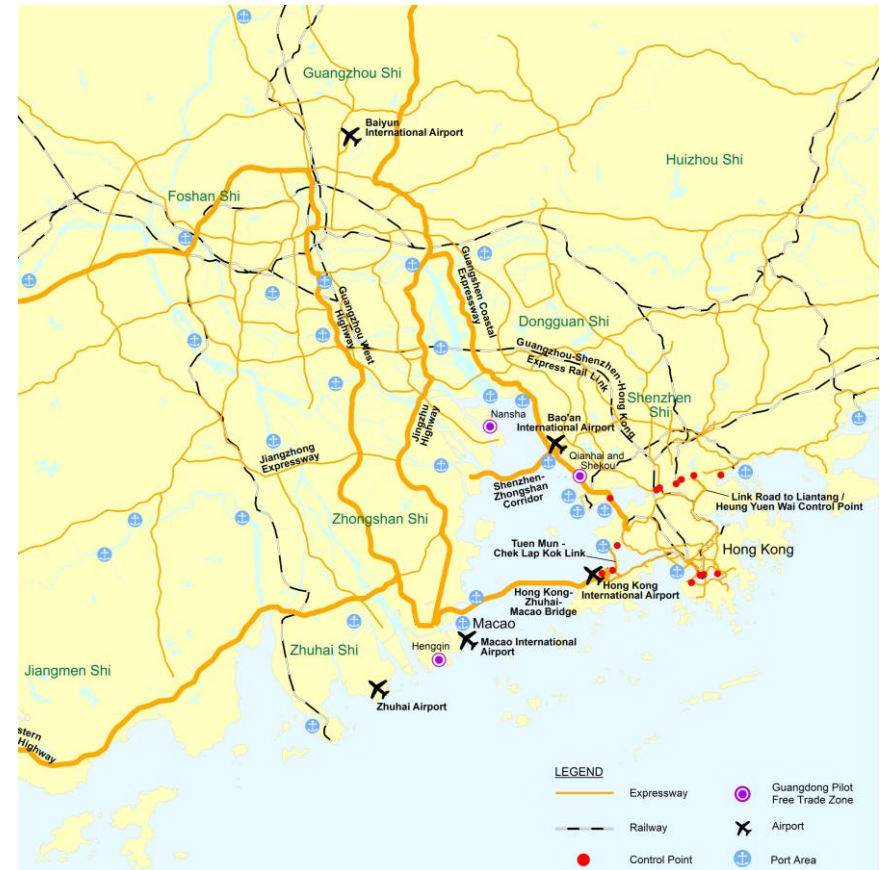 Guangzhou Shi
Baiyun
International Airport
Huizhou Shi
Foshan Shi
Guangshen Coastal
Expressway
Guangzhou West
Highway
Dongguan Shi
Guangzhou-Shenzhen-Hong Kong
Express Rail Link
Shenzhen
Shi
Nansha
Bao'an
International Airport
Jingzhu
Highway
Qianhai and
Shekou
Jiangzhong
Expressway
Shenzhen-
Zhongshan
Corridor
Link Road to Liantang /
Heung Yuen Wai Control Point
Zhongshan Shi
Tuen Mun -
Chek Lap Kok Link
Hong Kong
Hong Kong
International Airport
Hong Kong-
Zhuhai-
Macao Bridge
Macao
Macao International
Airport
Hengqin
Zhuhai Shi
Jiangmen Shi
Zhuhai Airport
stern
Highway
LEGEND
Expressway
Guangdong Pilot
Free Trade Zone
Railway
Airport
Control Point
Port Area